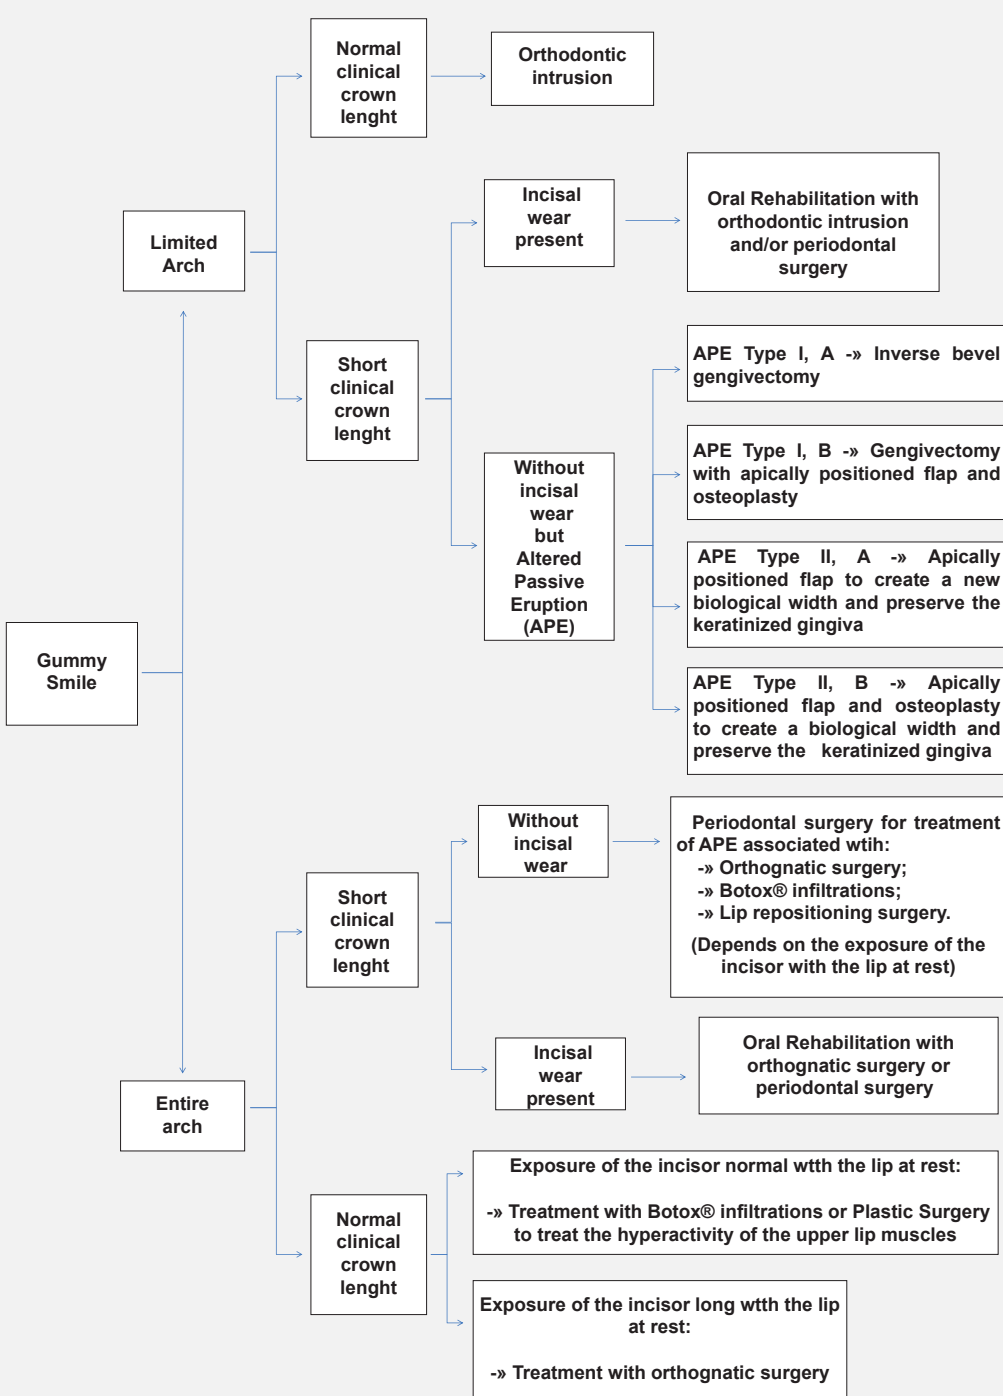 Gummy
Smile
Limited
Arch
Normal
clinical
crown
lenght
Orthodontic
intrusion
Short
clinical
crown
lenght
Incisal
wear
present
Oral Rehabilitation with
orthodontic intrusion
and/or periodontal
surgery
Without
incisal
wear
but
Altered
Passive
Eruption
(APE)
APE Type I, A -» Inverse bevel
gengivectomy
APE Type I, B -» Gengivectomy
with apically positioned flap and
osteoplasty
APE Type II, A -» Apically
positioned flap to create a new
biological width and preserve the
keratinized gingiva
APE Type II, B -» Apically
positioned flap and osteoplasty
to create a biological width and
preserve the keratinized gingiva
Entire
arch
Short
clinical
crown
lenght
Without
incisal
wear
Periodontal surgery for treatment
of APE associated wtih:
-» Orthognatic surgery;
-» Botox® infiltrations;
-» Lip repositioning surgery.
(Depends on the exposure of the
incisor with the lip at rest)
Incisal
wear
present
Oral Rehabilitation with
orthognatic surgery or
periodontal surgery
Normal
clinical
crown
lenght
Exposure of the incisor normal wtth the lip at rest:
-» Treatment with Botox® infiltrations or Plastic Surgery
to treat the hyperactivity of the upper lip muscles
Exposure of the incisor long wtth the lip
at rest:
-» Treatment with orthognatic surgery